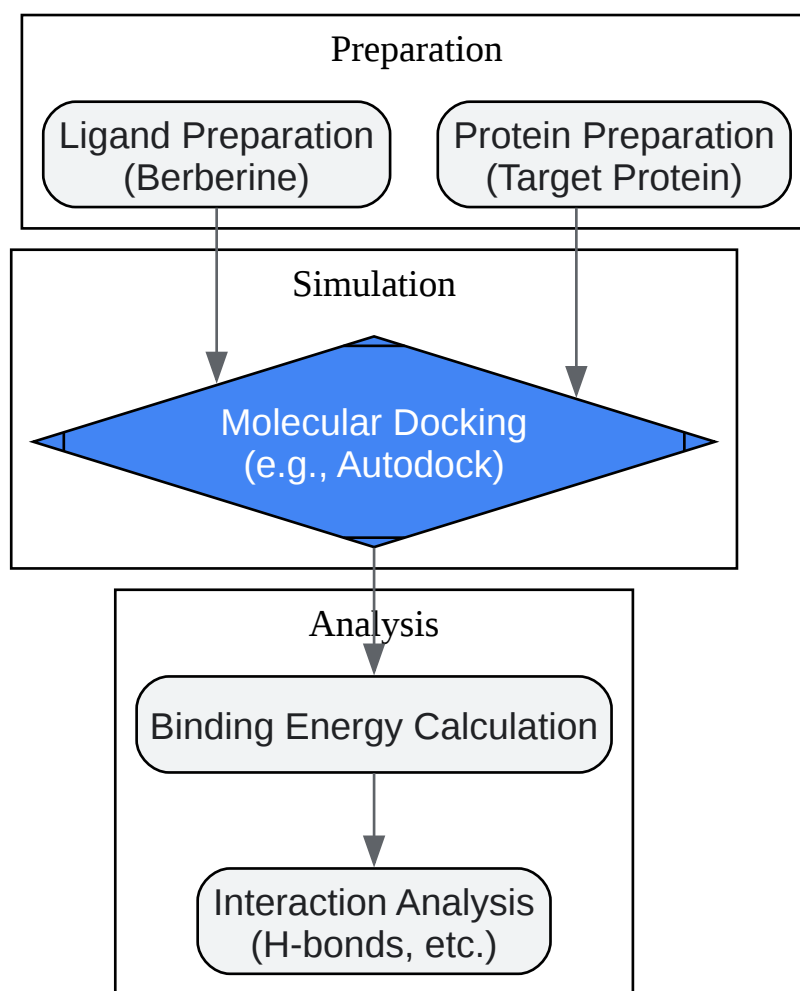 Preparation
Ligand Preparation
(Berberine)
Protein Preparation
(Target Protein)
Simulation
Molecular Docking
(e.g., Autodock)
Analysis
Binding Energy Calculation
Interaction Analysis
(H-bonds, etc.)